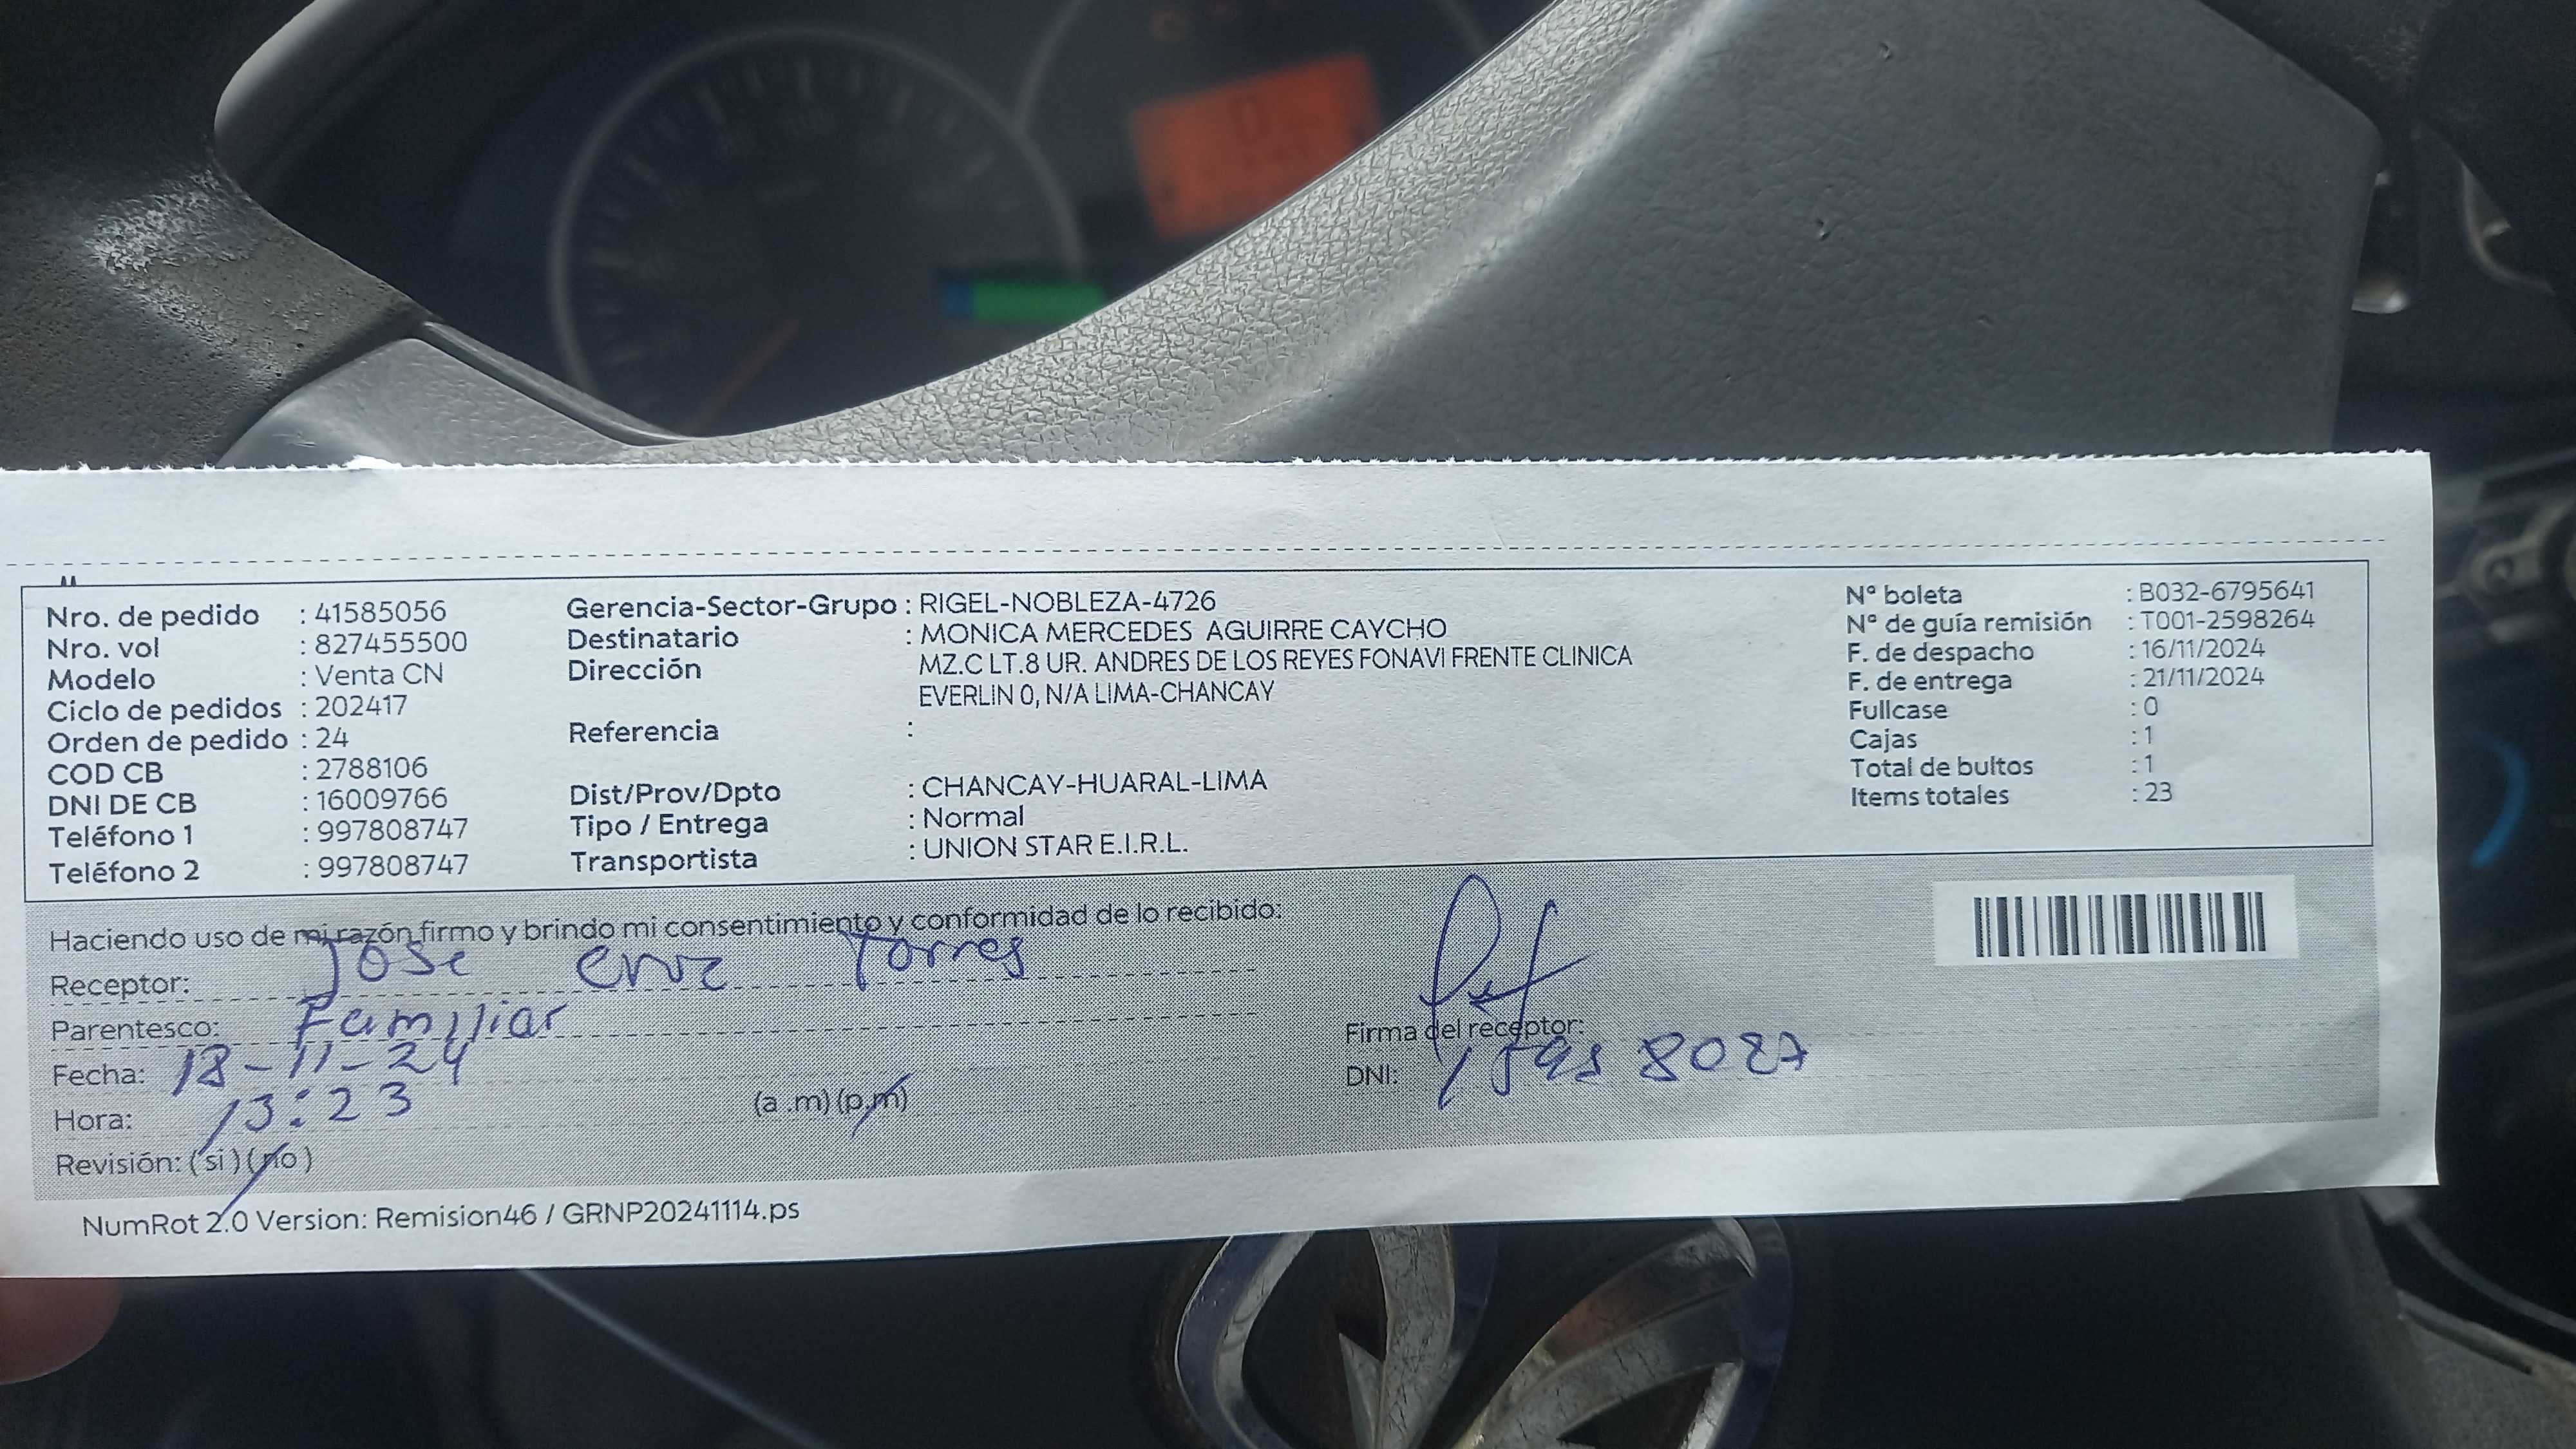 Nro. de pedido : 41585056
Nro. vol : 827455500
Modelo : Venta CN
Ciclo de pedidos : 202417
Orden de pedido : 24
COD CB : 2788106
DNI DE CB : 16009766
Teléfono 1 : 997808747
Teléfono 2 : 997808747
Gerencia-Sector-Grupo : RIGEL-NOBLEZA-4726
Destinatario : MONICA MERCEDES AGUIRRE CAYCHO
Dirección MZ.C LT.8 UR. ANDRES DE LOS REYES FONAVI FRENTE CLINICA
EVERLIN 0, N/A LIMA-CHANCAY
Referencia :
Dist/Prov/Dpto : CHANCAY-HUARAL-LIMA
Tipo / Entrega : Normal
Transportista : UNION STAR E.I.R.L.
N° boleta : B032-6795641
N° de guía remisión : T001-2598264
F. de despacho : 16/11/2024
F. de entrega : 21/11/2024
Fullcase : 0
Cajas : 1
Total de bultos : 1
Items totales : 23
Haciendo uso de mi razón firmo y brindo mi consentimiento y conformidad de lo recibido:
Receptor: Jose Cruz Torres
Parentesco: Familiar
Fecha: 18-11-24
Hora: 13:23 (a .m) (p.m)
Revisión: ( si ) ( no )
Firma del receptor:
DNI:
NumRot 2.0 Version: Remision46 / GRNP20241114.ps